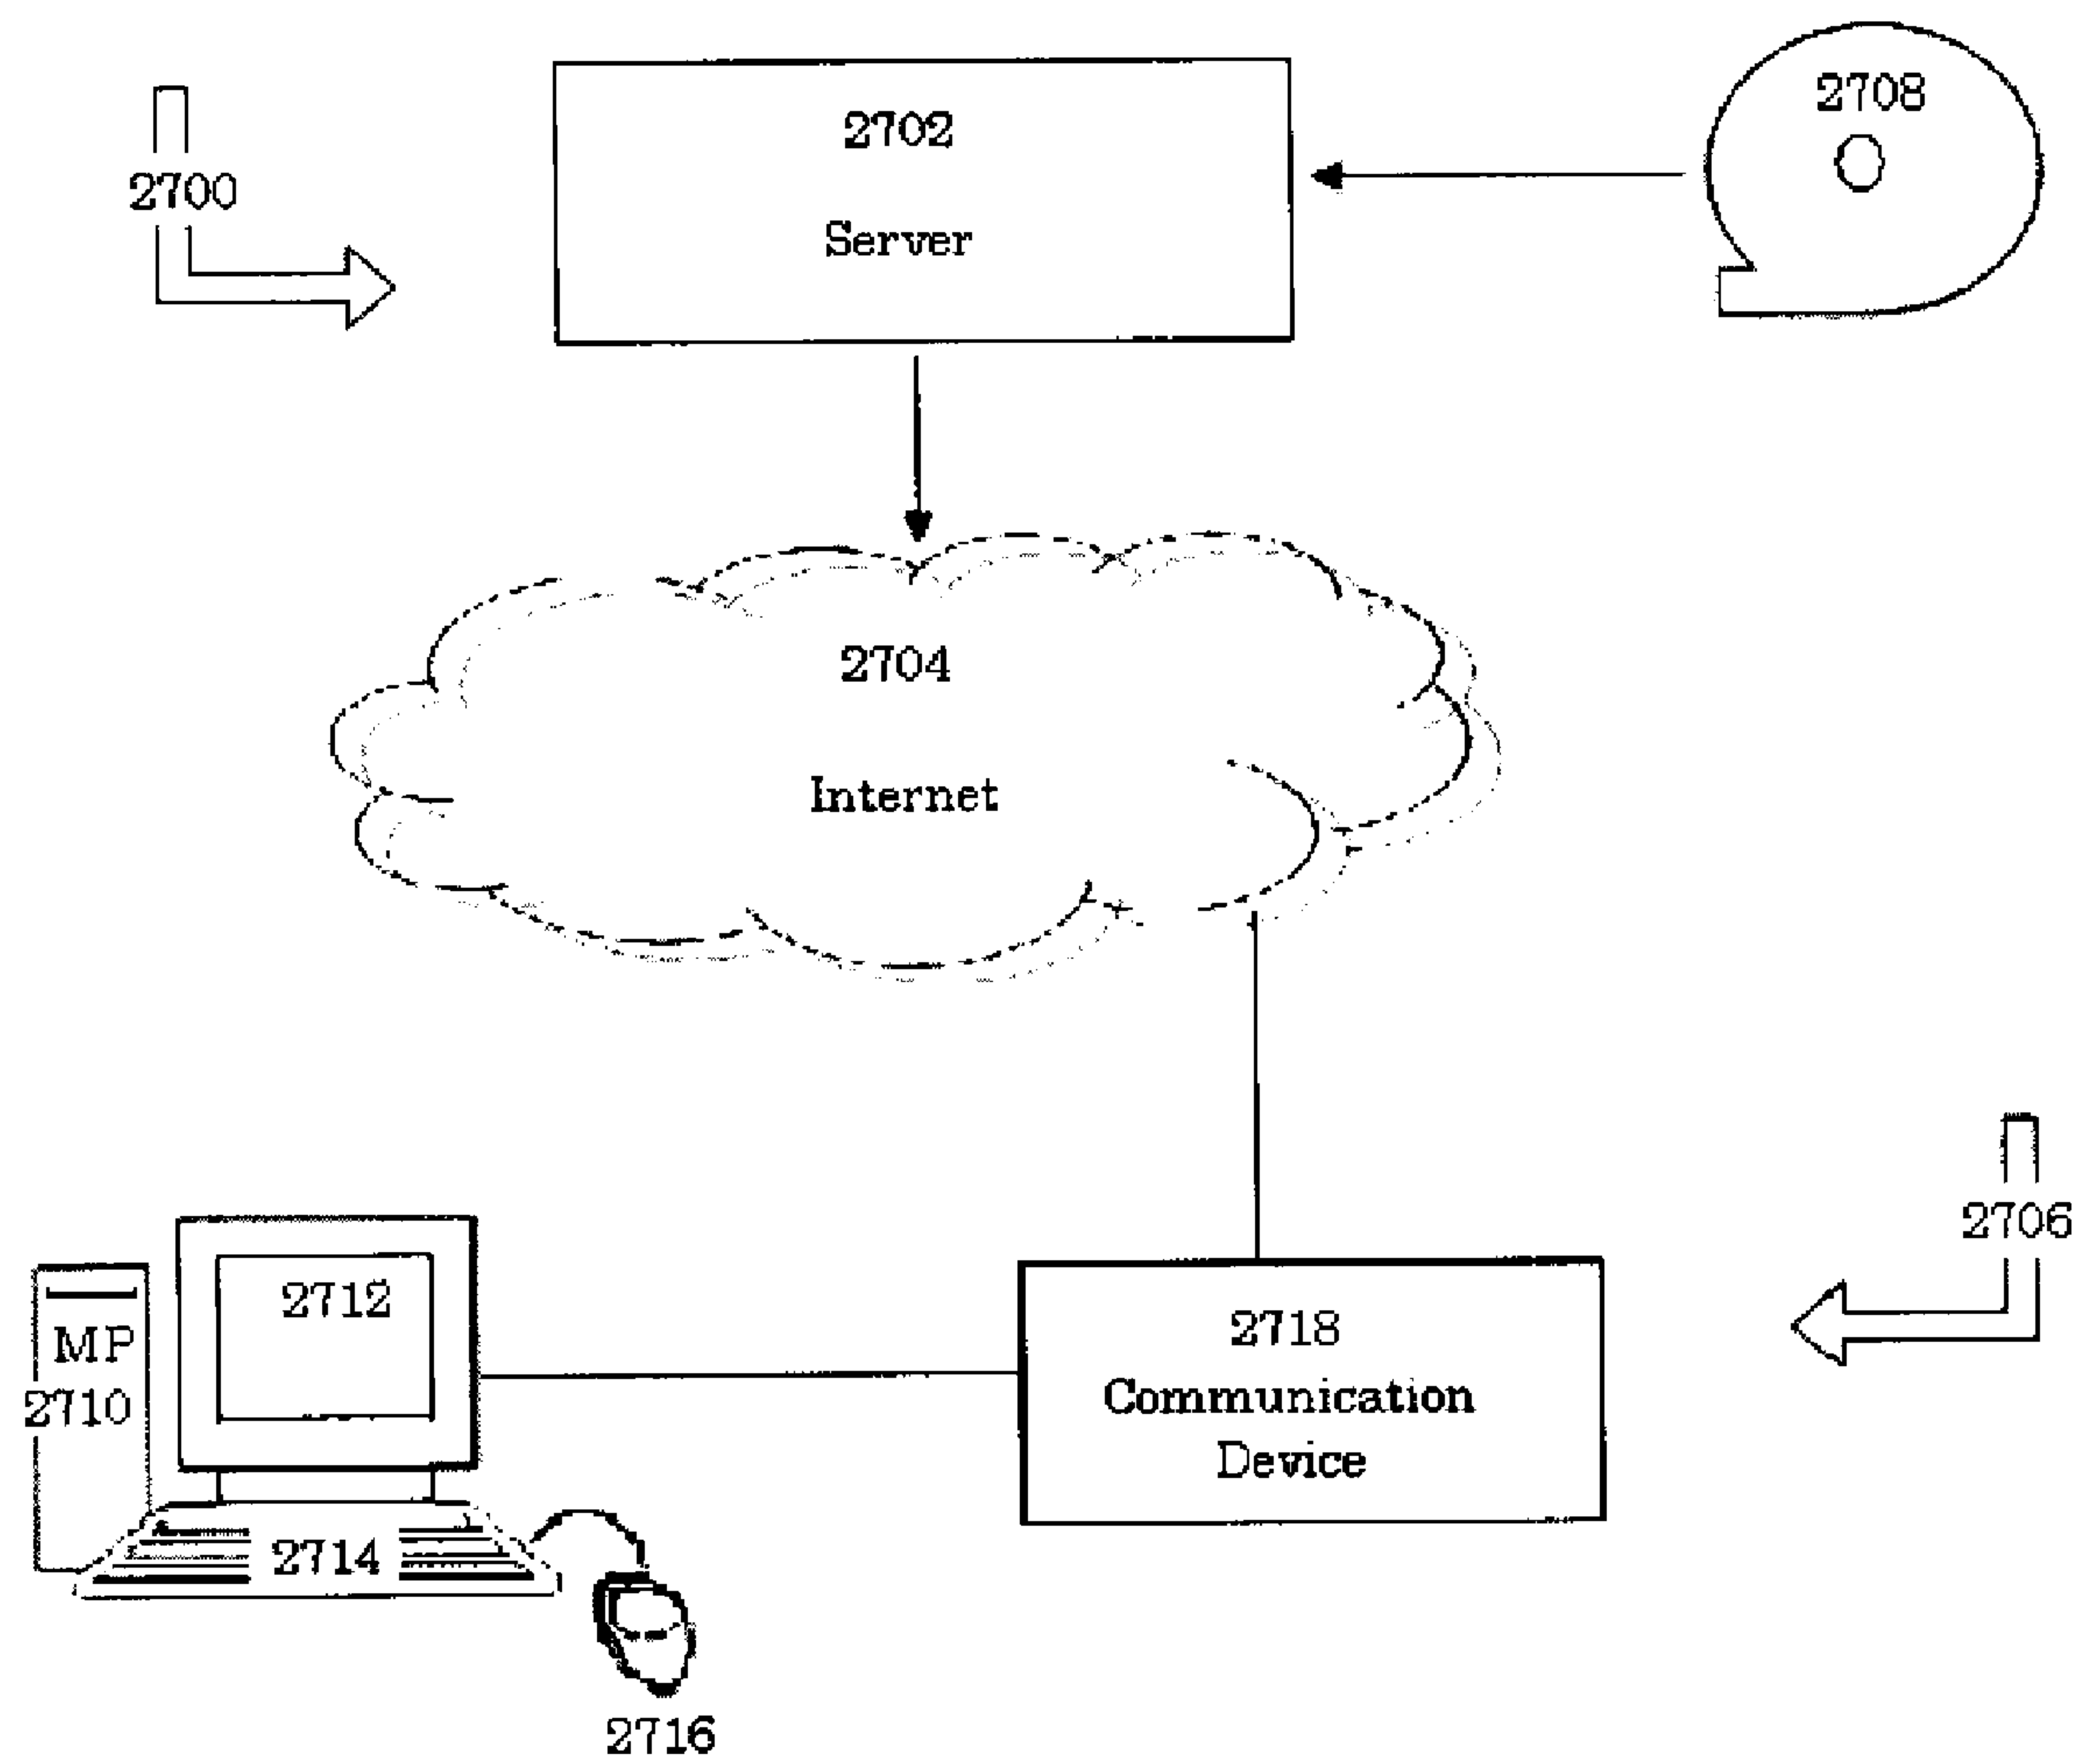 2708
2702
2700
Server
2704
Internet
2706
2712
2718
MP
Communication
2710
Device
2714
2716